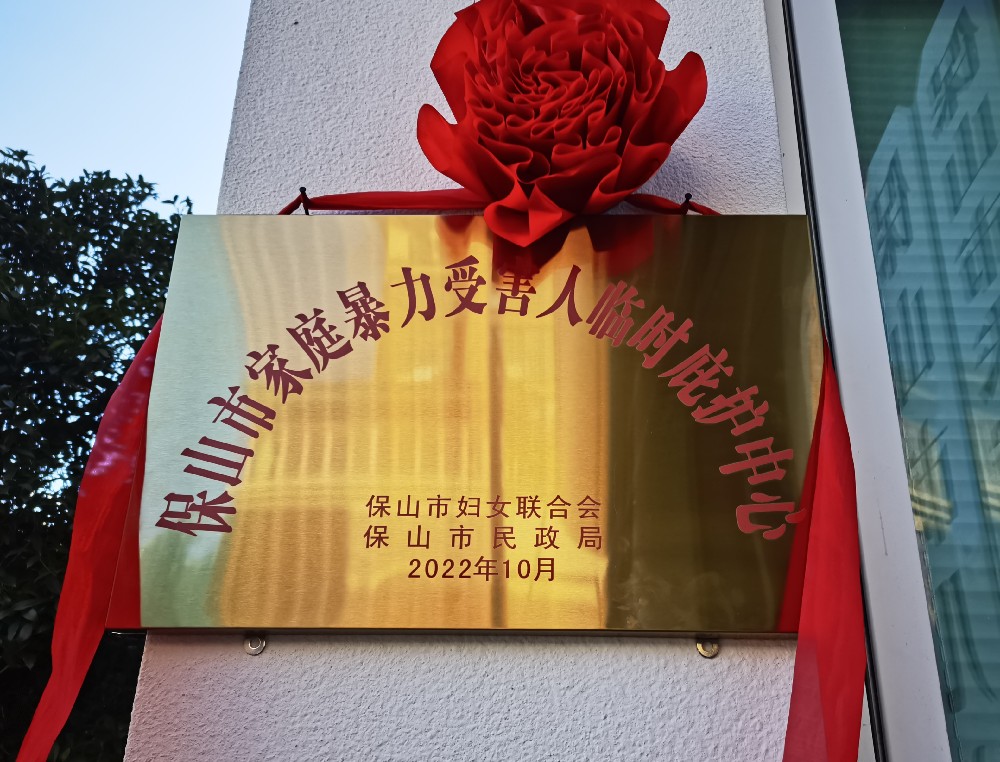 保山市家庭暴力受害人临时庇护中心
保山市妇女联合会
保山市民政局
2022年10月